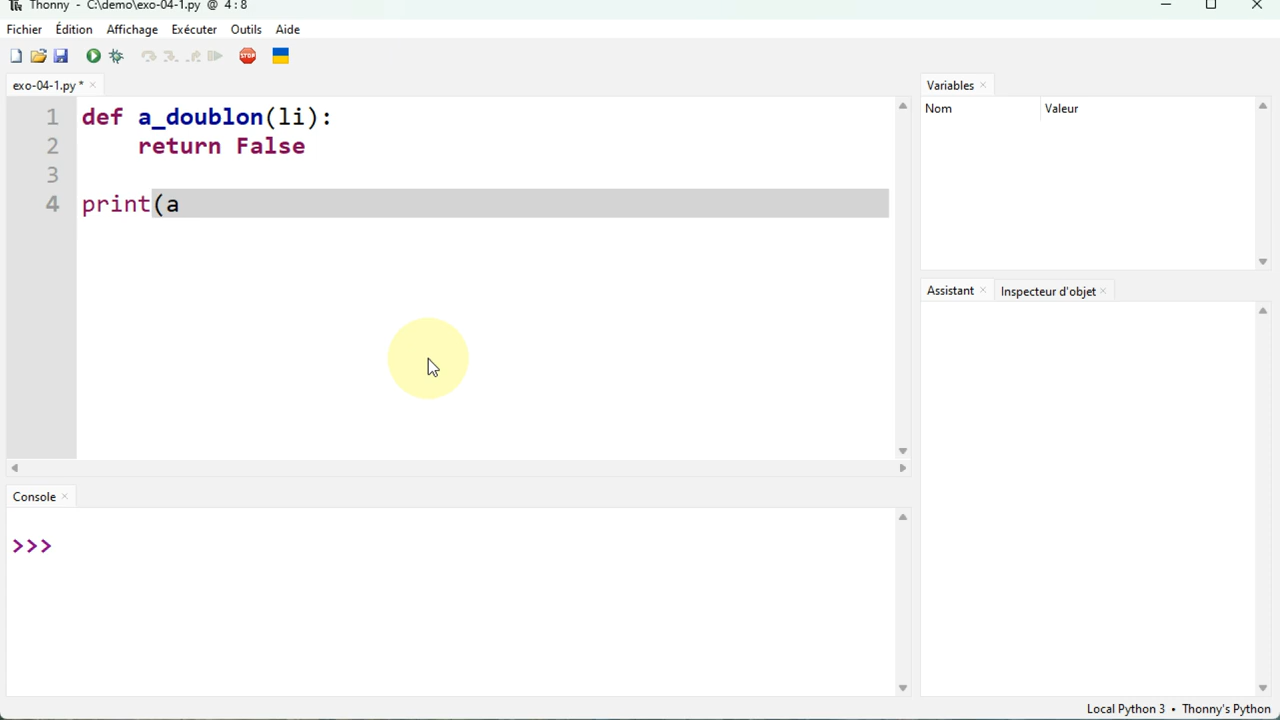 Thonny - C:\demo\exo-04-1.py @ 4:8
Fichier Édition Affichage Exécuter Outils Aide
STOP
exo-04-1.py *
1 def a_doublon(li):
2     return False
3
4 print(a
Console
>>>
Variables
Nom Valeur
Assistant Inspecteur d'objet
Local Python 3 • Thonny's Python